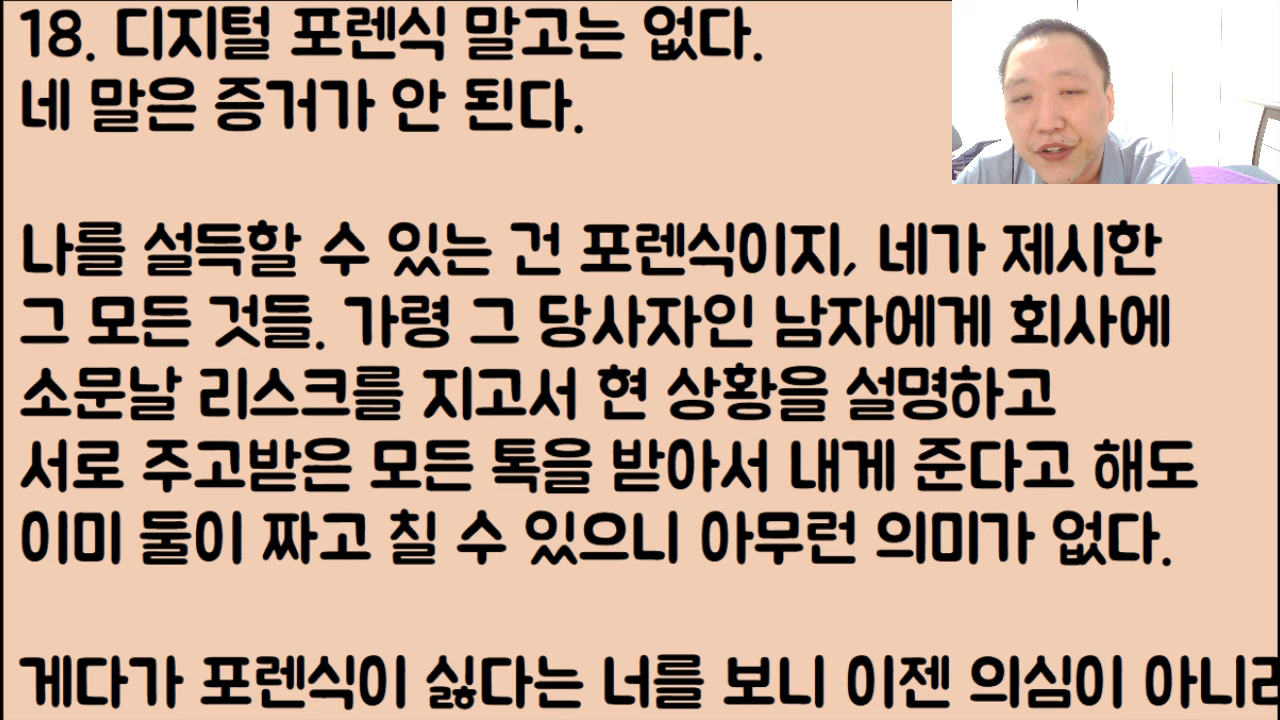 18. 디지털 포렌식 말고는 없다.
네 말은 증거가 안 된다.
나를 설득할 수 있는 건 포렌식이지, 네가 제시한
그 모든 것들. 가령 그 당사자인 남자에게 회사에
소문날 리스크를 지고서 현 상황을 설명하고
서로 주고받은 모든 톡을 받아서 내게 준다고 해도
이미 둘이 짜고 칠 수 있으니 아무런 의미가 없다.
게다가 포렌식이 싫다는 너를 보니 이젠 의심이 아니라